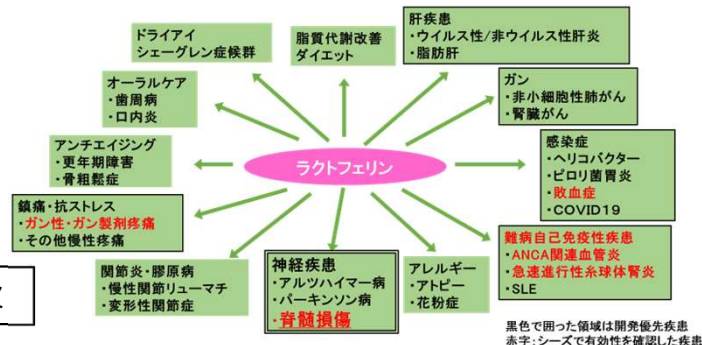 ドライアイ
シェーグレン症候群
脂質代謝改善
ダイエット
肝疾患
・ウイルス性/非ウイルス性肝炎
・脂肪肝
オーラルケア
・歯周病
・口内炎
ガン
・非小細胞性肺がん
・腎臓がん
アンチエイジング
・更年期障害
・骨粗鬆症
ラクトフェリン
感染症
・ヘリコバクター
・ピロリ菌胃炎
・敗血症
・COVID19
鎮痛・抗ストレス
・ガン性・ガン製剤疼痛
・その他慢性疼痛
関節炎・膠原病
・慢性関節リューマチ
・変形性関節症
神経疾患
・アルツハイマー病
・パーキンソン病
・脊髄損傷
アレルギー
・アトピー
・花粉症
難病自己免疫性疾患
・ANCA関連血管炎
・急速進行性糸球体腎炎
・SLE
黒色で囲った領域は開発優先疾患
赤字:シーズで有効性を確認した疾患